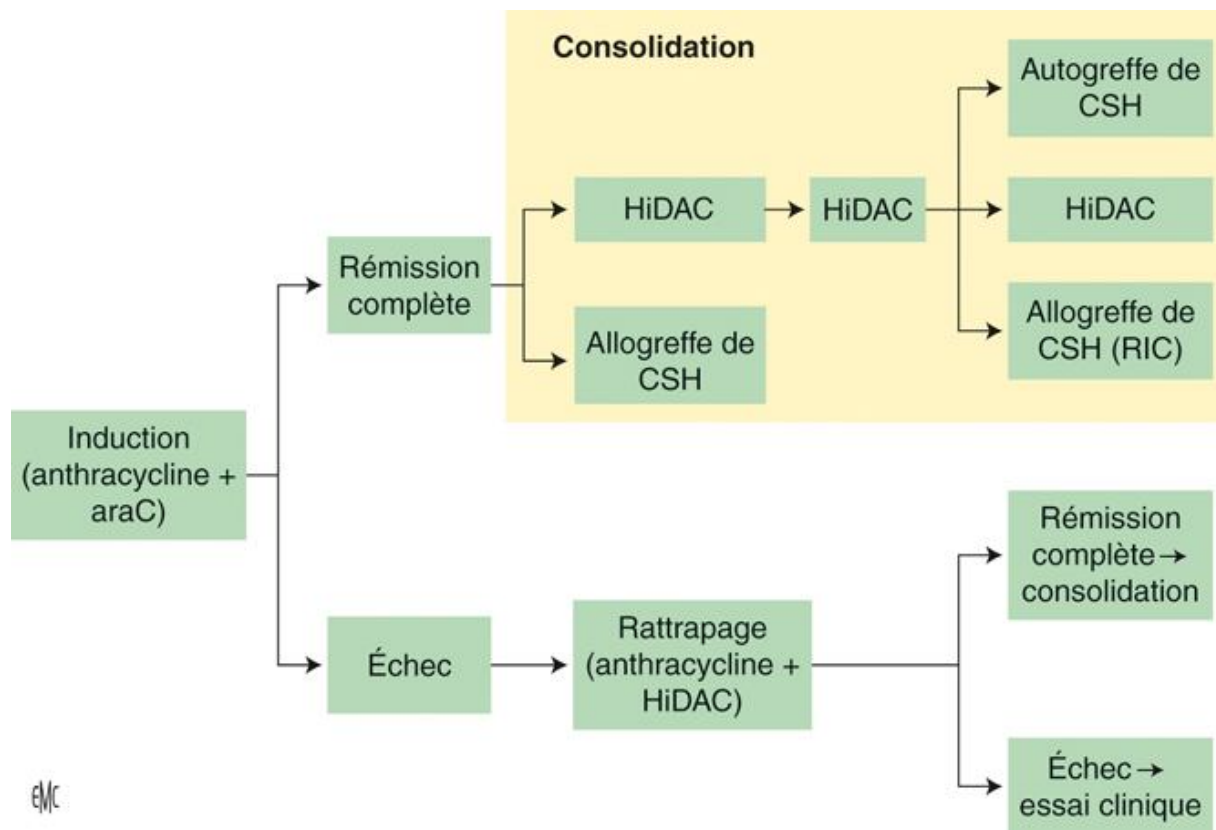 Consolidation
Autogreffe de
CSH
HiDAC
HiDAC
HiDAC
Rémission
complète
Allogreffe de
CSH
Allogreffe de
CSH (RIC)
Induction
(anthracycline +
araC)
Rémission
complète→
consolidation
Échec
Rattrapage
(anthracycline +
HiDAC)
Échec→
essai clinique
EMC